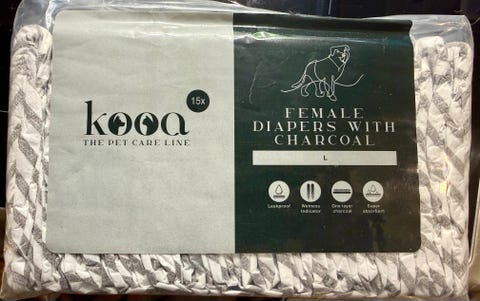 kooa
15x
THE PET CARE LINE
FEMALE
DIAPERS WITH
CHARCOAL
L
Leakproof
Wetness
Indicator
One layer
charcoal
Super
absorbent